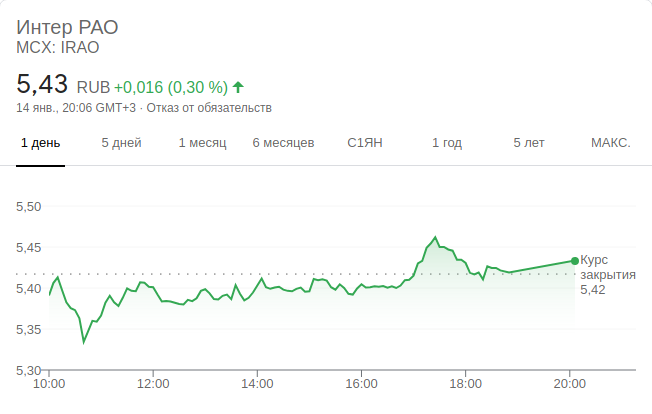 Интер РАО
MCX: IRAO
5,43 RUB +0,016 (0,30 %)
14 янв., 20:06 GMT+3 · Отказ от обязательств
1 день 5 дней 1 месяц 6 месяцев С1ЯН 1 год 5 лет МАКС.
5,50
5,45
5,40
5,35
5,30
Курс
закрытия
5,42
10:00 12:00 14:00 16:00 18:00 20:00